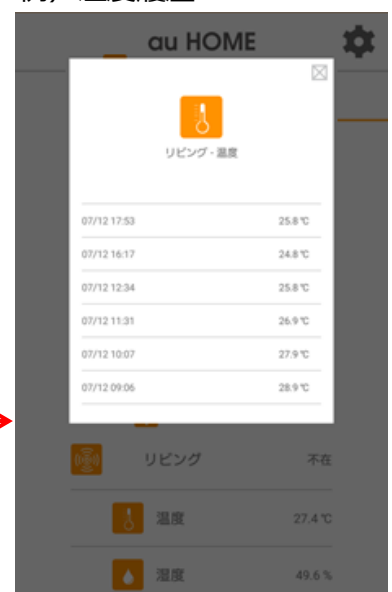 au HOME
リビング - 温度
07/12 17:53 25.8 ℃
07/12 16:17 24.8 ℃
07/12 12:34 25.8 ℃
07/12 11:31 26.9 ℃
07/12 10:07 27.9 ℃
07/12 09:06 28.9 ℃
リビング 不在
温度 27.4 ℃
湿度 49.6 %